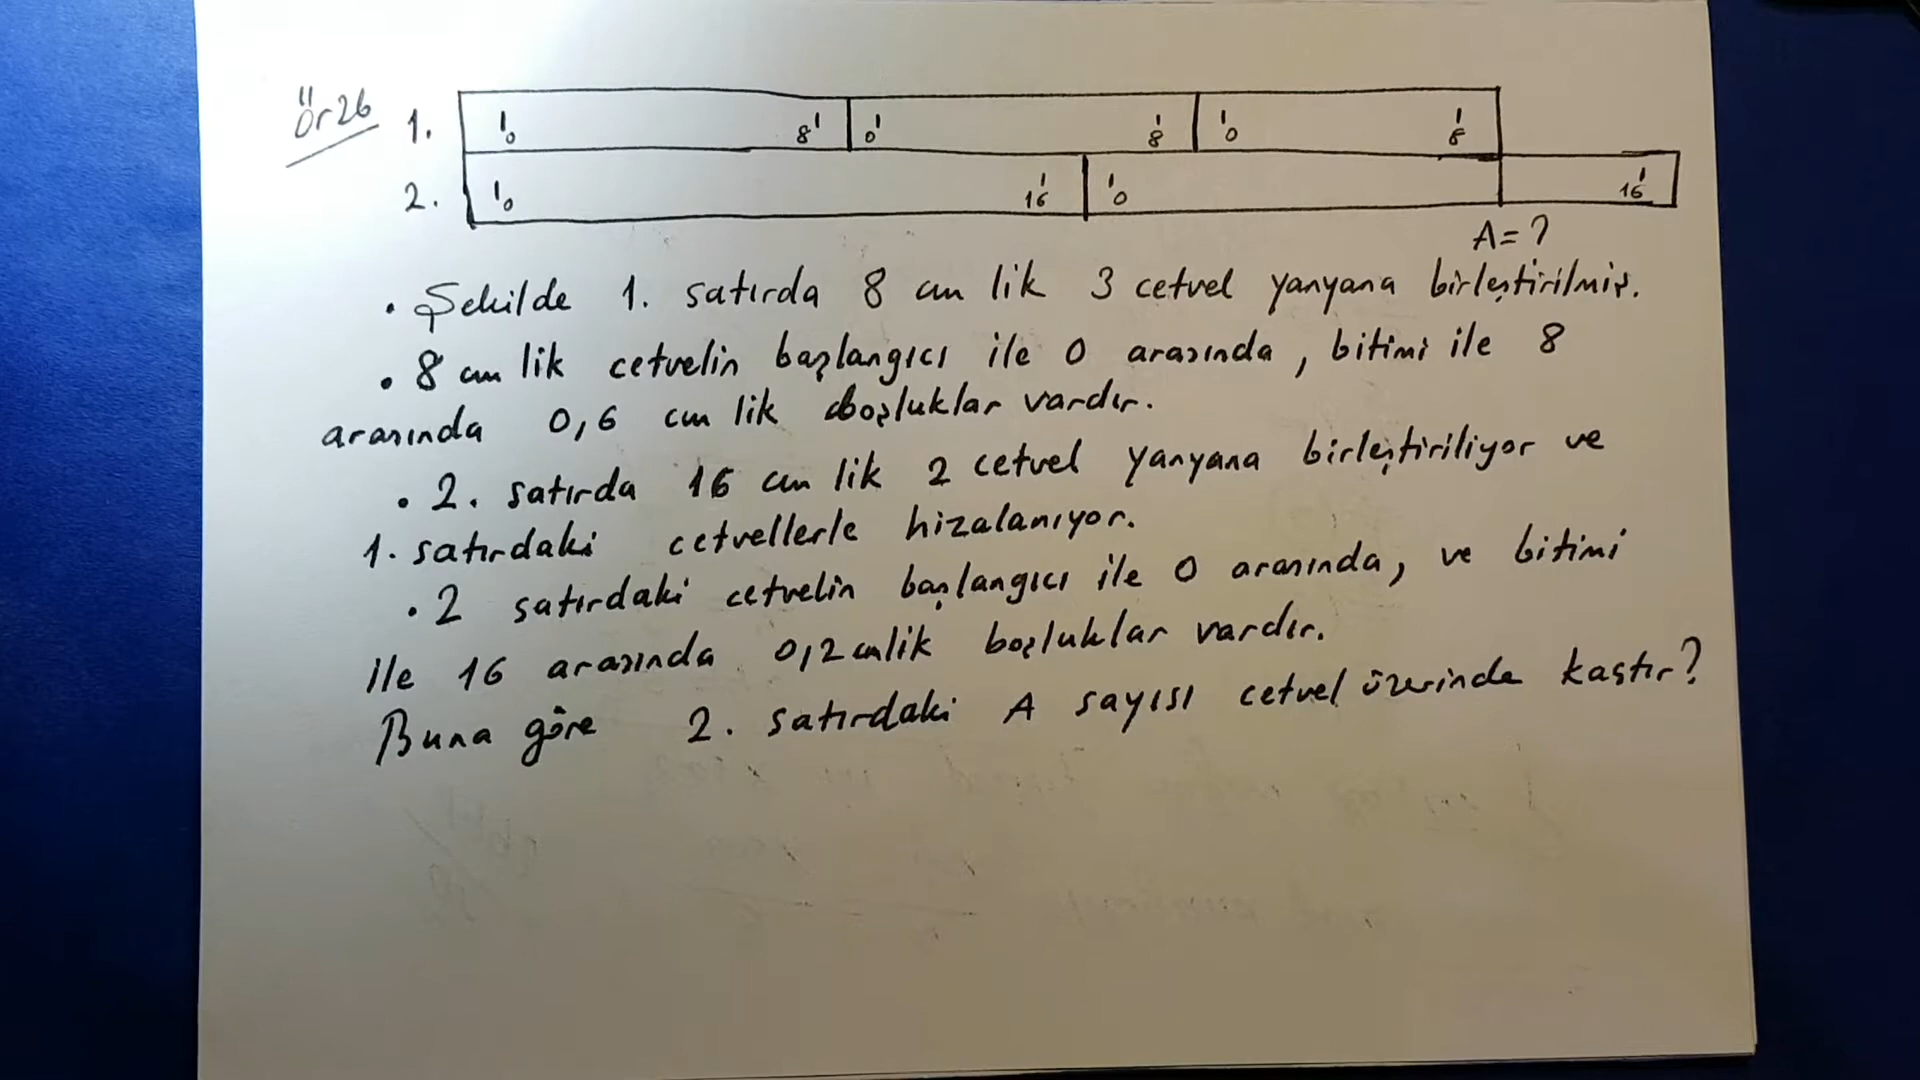 Ör26
1. 0 8 0 8 0 8
2. 0 16 0 16
A=?
• Şekilde 1. satırda 8 cm lik 3 cetvel yanyana birleştirilmiş.
• 8 cm lik cetvelin başlangıcı ile 0 arasında, bitimi ile 8
arasında 0,6 cm lik boşluklar vardır.
• 2. satırda 16 cm lik 2 cetvel yanyana birleştiriliyor ve
1. satırdaki cetvellerle hizalanıyor.
• 2 satırdaki cetvelin başlangıcı ile 0 arasında, ve bitimi
ile 16 arasında 0,2 cmlik boşluklar vardır.
Buna göre 2. satırdaki A sayısı cetvel üzerinde kaçtır?